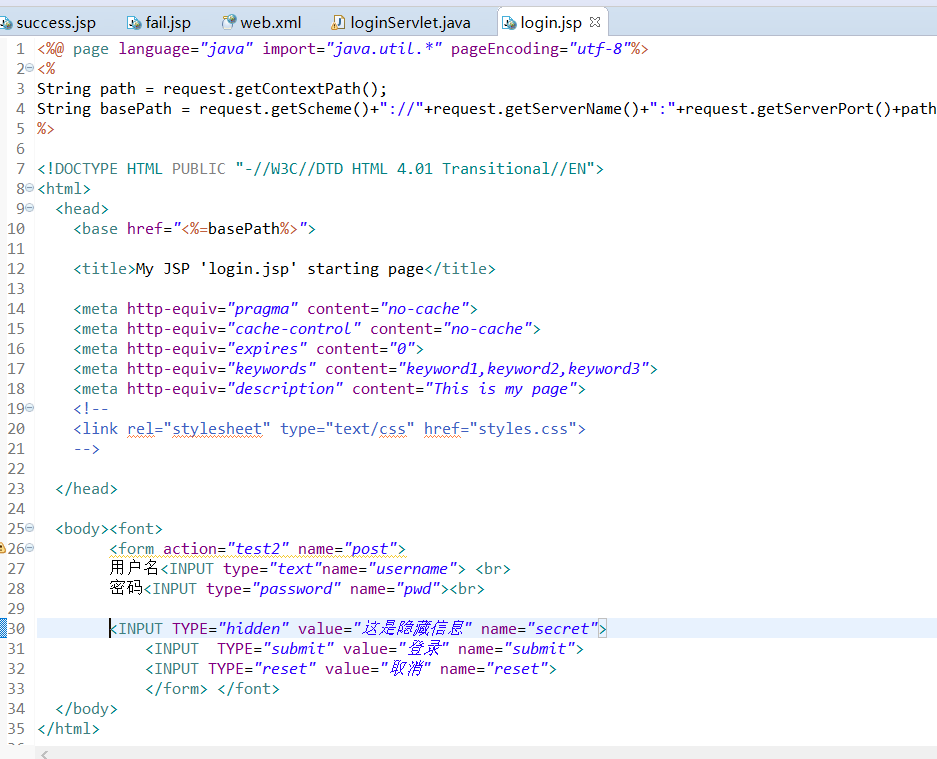 success.jsp fail.jsp web.xml loginServlet.java login.jsp
1 <%@ page language="java" import="java.util.*" pageEncoding="utf-8"%>
2 <%
3 String path = request.getContextPath();
4 String basePath = request.getScheme()+"://"+request.getServerName()+":"+request.getServerPort()+path
5 %>
6
7 <!DOCTYPE HTML PUBLIC "-//W3C//DTD HTML 4.01 Transitional//EN">
8 <html>
9 <head>
10 <base href="<%=basePath%>">
11
12 <title>My JSP 'login.jsp' starting page</title>
13
14 <meta http-equiv="pragma" content="no-cache">
15 <meta http-equiv="cache-control" content="no-cache">
16 <meta http-equiv="expires" content="0">
17 <meta http-equiv="keywords" content="keyword1,keyword2,keyword3">
18 <meta http-equiv="description" content="This is my page">
19 <!--
20 <link rel="stylesheet" type="text/css" href="styles.css">
21 -->
22
23 </head>
24
25 <body><font>
26 <form action="test2" name="post">
27 用户名<INPUT type="text"name="username"> <br>
28 密码<INPUT type="password" name="pwd"><br>
29
30 <INPUT TYPE="hidden" value="这是隐藏信息" name="secret">
31 <INPUT  TYPE="submit" value="登录" name="submit">
32 <INPUT TYPE="reset" value="取消" name="reset">
33 </form> </font>
34 </body>
35 </html>